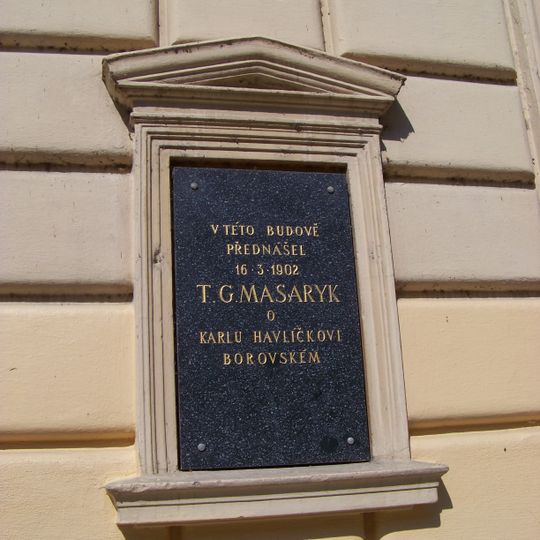 V TÉTO BUDOVĚ
PŘEDNÁŠEL
16·3·1902
T. G. MASARYK
O
KARLU HAVLÍČKOVI
BOROVSKÉM